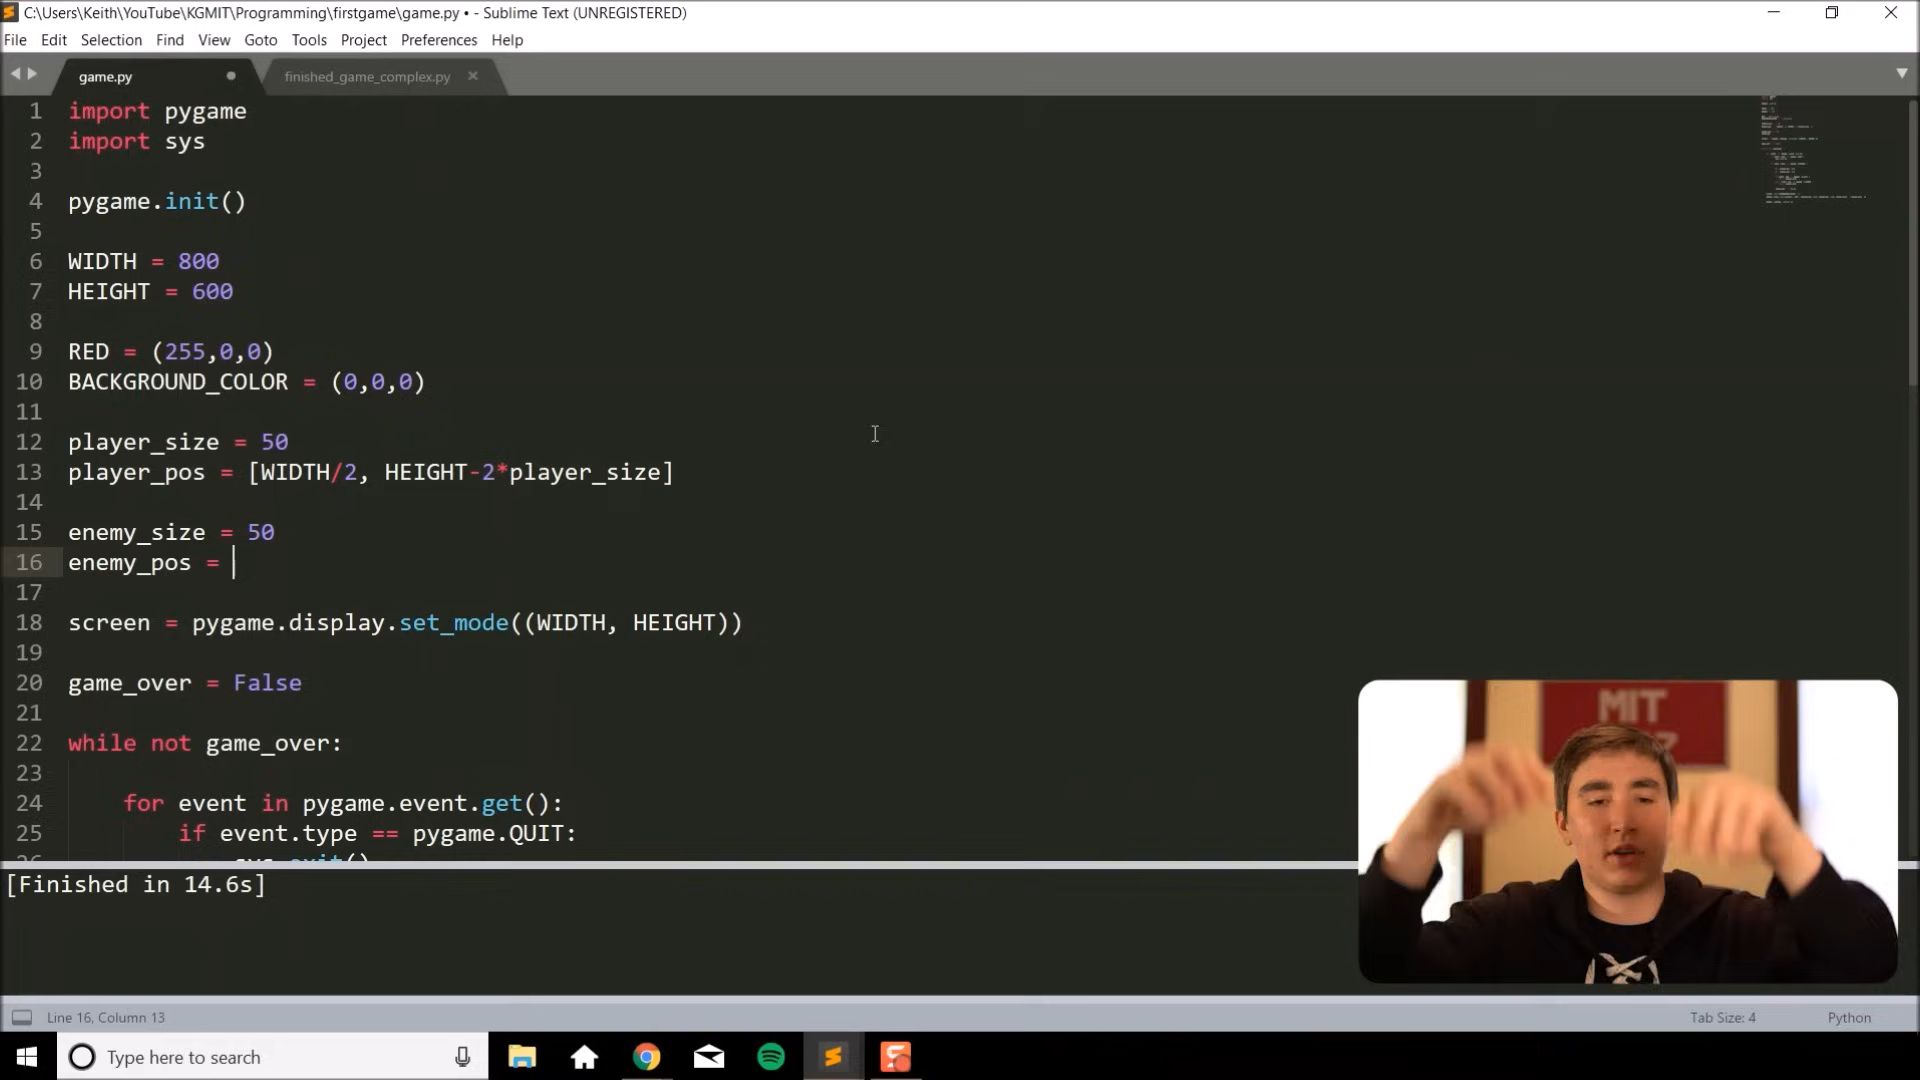 C:\Users\Keith\YouTube\KGMIT\Programming\firstgame\game.py • - Sublime Text (UNREGISTERED)
File Edit Selection Find View Goto Tools Project Preferences Help
game.py finished_game_complex.py
1 import pygame
2 import sys
3
4 pygame.init()
5
6 WIDTH = 800
7 HEIGHT = 600
8
9 RED = (255,0,0)
10 BACKGROUND_COLOR = (0,0,0)
11
12 player_size = 50
13 player_pos = [WIDTH/2, HEIGHT-2*player_size]
14
15 enemy_size = 50
16 enemy_pos =
17
18 screen = pygame.display.set_mode((WIDTH, HEIGHT))
19
20 game_over = False
21
22 while not game_over:
23
24 for event in pygame.event.get():
25 if event.type == pygame.QUIT:
26 sys.exit()
MIT
[Finished in 14.6s]
Line 16, Column 13 Tab Size: 4 Python
Type here to search